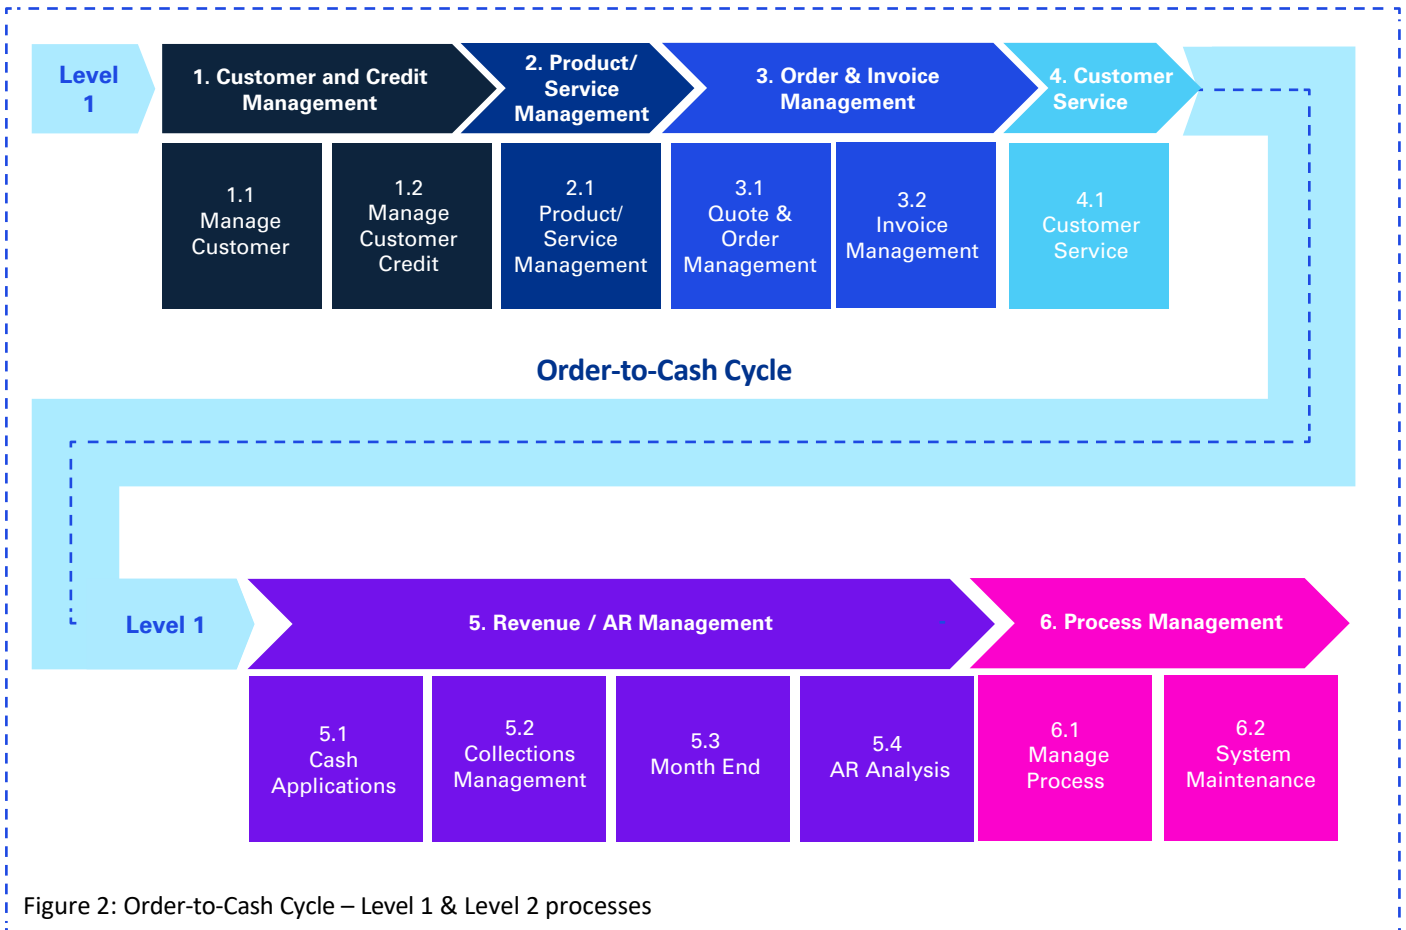 Level
1
1. Customer and Credit
Management
2. Product/
Service
Management
3. Order & Invoice
Management
4. Customer
Service
1.1
Manage
Customer
1.2
Manage
Customer
Credit
2.1
Product/
Service
Management
3.1
Quote &
Order
Management
3.2
Invoice
Management
4.1
Customer
Service
Order-to-Cash Cycle
Level 1
5. Revenue / AR Management
6. Process Management
5.1
Cash
Applications
5.2
Collections
Management
5.3
Month End
5.4
AR Analysis
6.1
Manage
Process
6.2
System
Maintenance
Figure 2: Order-to-Cash Cycle – Level 1 & Level 2 processes